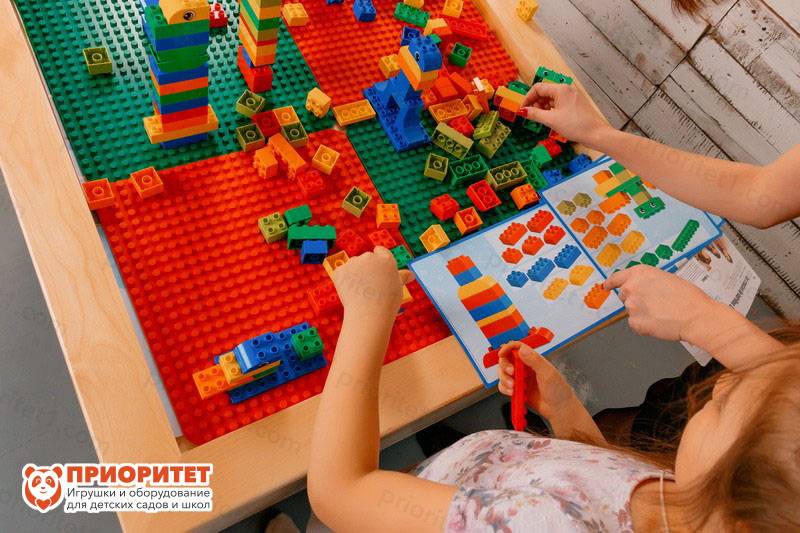 ПРИОРИТЕТ
Игрушки и оборудование
для детских садов и школ